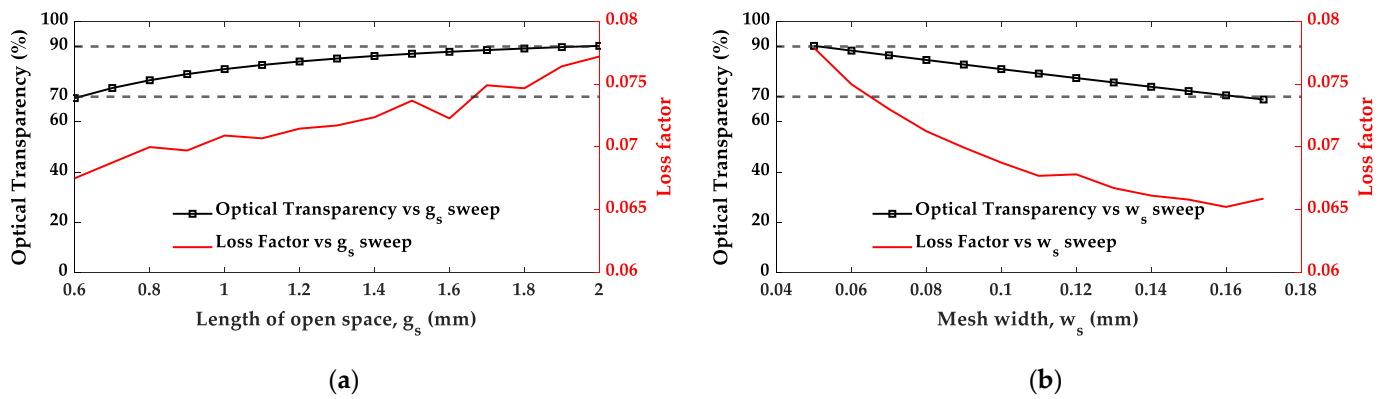 100
90
70
60
40
20
0
Optical Transparency (%)
0.08
0.075
0.07
0.065
0.06
Loss factor
Optical Transparency vs gs sweep
Loss Factor vs gs sweep
0.6 0.8 1 1.2 1.4 1.6 1.8 2
Length of open space, gs (mm)
(a)
100
90
70
60
40
20
0
Optical Transparency (%)
0.08
0.075
0.07
0.065
0.06
Loss factor
Optical Transparency vs ws sweep
Loss Factor vs ws sweep
0.04 0.06 0.08 0.1 0.12 0.14 0.16 0.18
Mesh width, ws (mm)
(b)